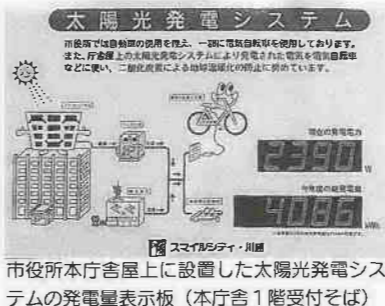 太陽光発電システム
市役所では自動車の使用を控え、一部に電気自転車を使用しております。
また、庁舎屋上の太陽光発電システムにより発電された電気を電気自転車
などに使い、二酸化炭素による地球温暖化の防止に努めています。
現在の発電電力
2390
W
今年度の総発電量
4086
kWh
スマイルシティ・川越
市役所本庁舎屋上に設置した太陽光発電シス
テムの発電量表示板（本庁舎１階受付そば）